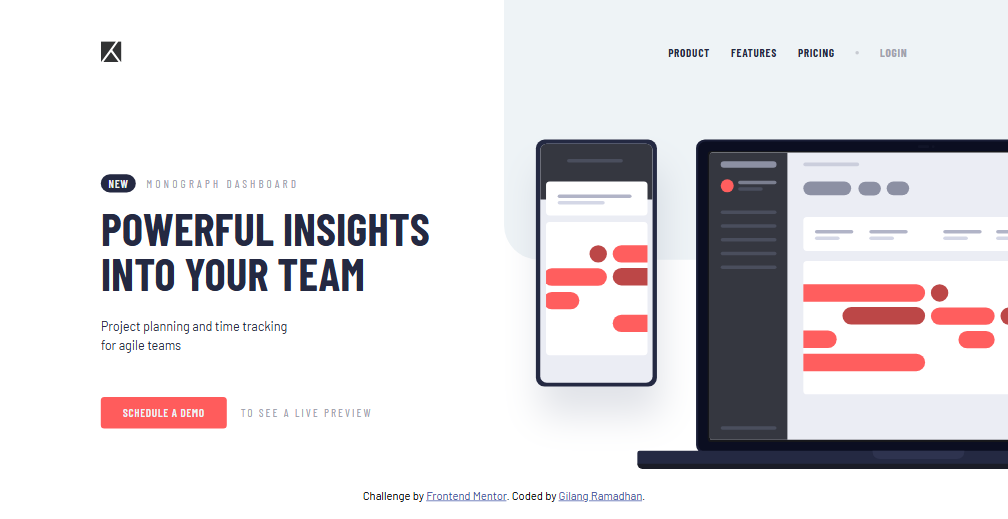 PRODUCT FEATURES PRICING LOGIN
NEW MONOGRAPH DASHBOARD
POWERFUL INSIGHTS
INTO YOUR TEAM
Project planning and time tracking
for agile teams
SCHEDULE A DEMO TO SEE A LIVE PREVIEW
Challenge by Frontend Mentor. Coded by Gilang Ramadhan.